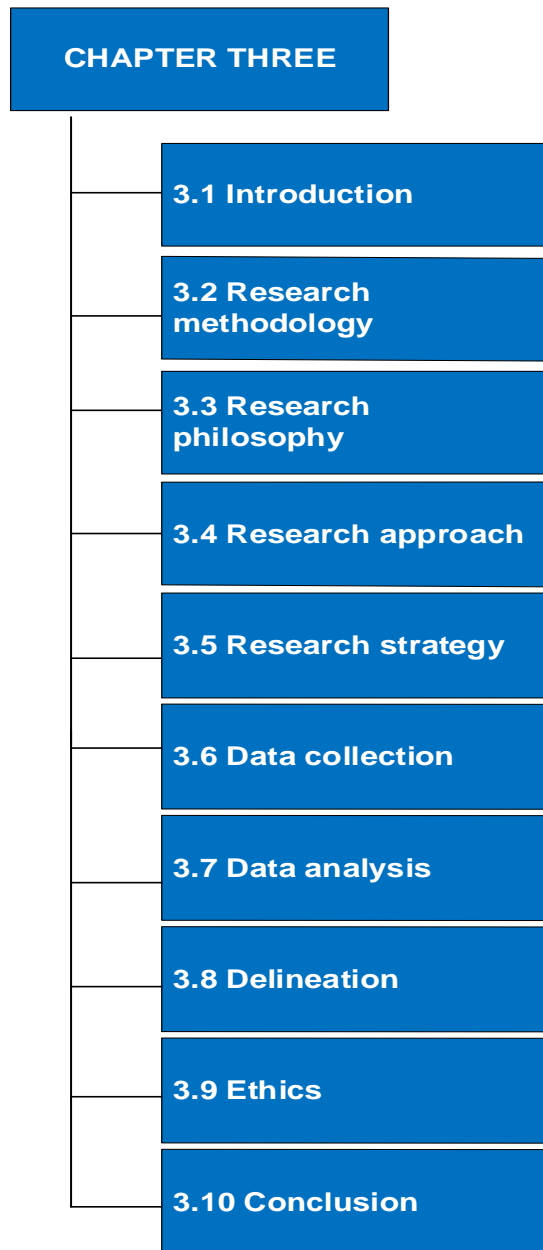 CHAPTER THREE
3.1 Introduction
3.2 Research
methodology
3.3 Research
philosophy
3.4 Research approach
3.5 Research strategy
3.6 Data collection
3.7 Data analysis
3.8 Delineation
3.9 Ethics
3.10 Conclusion